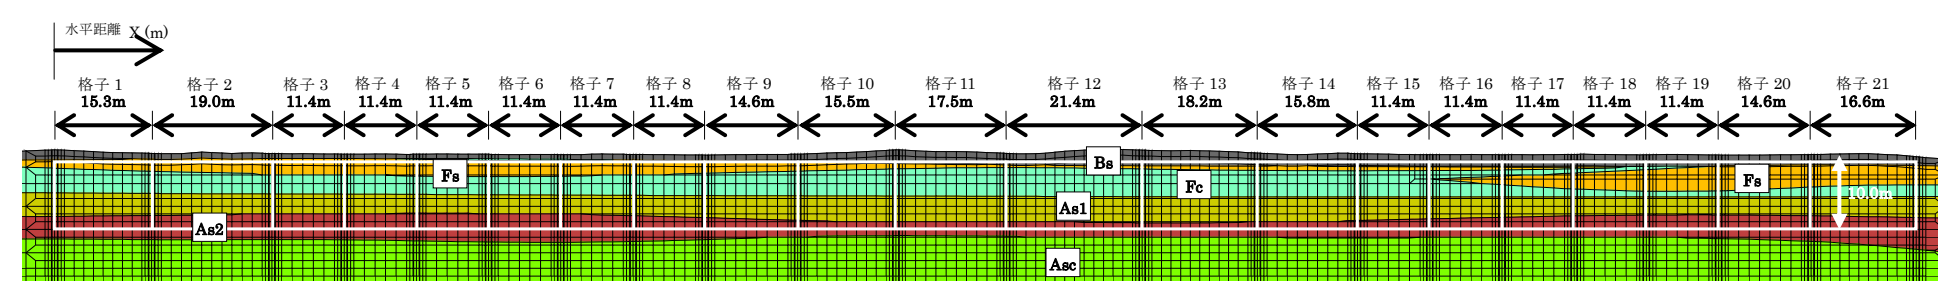 水平距離 X (m)
格子 1 格子 2 格子 3 格子 4 格子 5 格子 6 格子 7 格子 8 格子 9 格子 10 格子 11 格子 12 格子 13 格子 14 格子 15 格子 16 格子 17 格子 18 格子 19 格子 20 格子 21
15.3m 19.0m 11.4m 11.4m 11.4m 11.4m 11.4m 11.4m 14.6m 15.5m 17.5m 21.4m 18.2m 15.8m 11.4m 11.4m 11.4m 11.4m 11.4m 14.6m 16.6m
Bs
Fs Fc Fs
10.0m
As1
As2
Asc